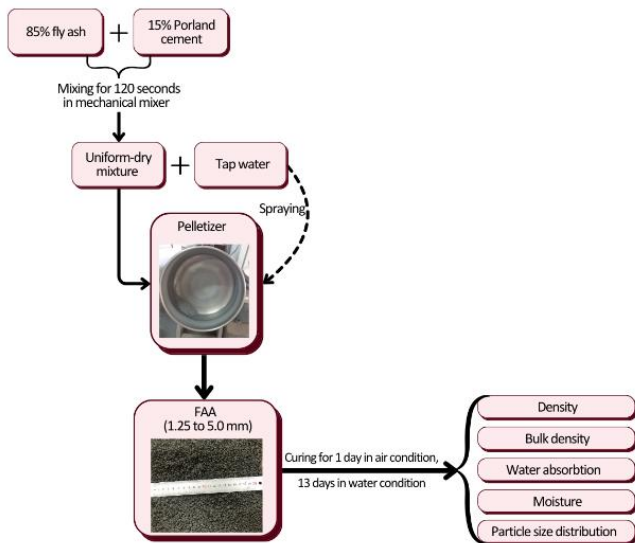 85% fly ash
+
15% Porland
cement
Mixing for 120 seconds
in mechanical mixer
Uniform-dry
mixture
+
Tap water
Spraying
Pelletizer
FAA
(1.25 to 5.0 mm)
Curing for 1 day in air condition,
13 days in water condition
Density
Bulk density
Water absorbtion
Moisture
Particle size distribution